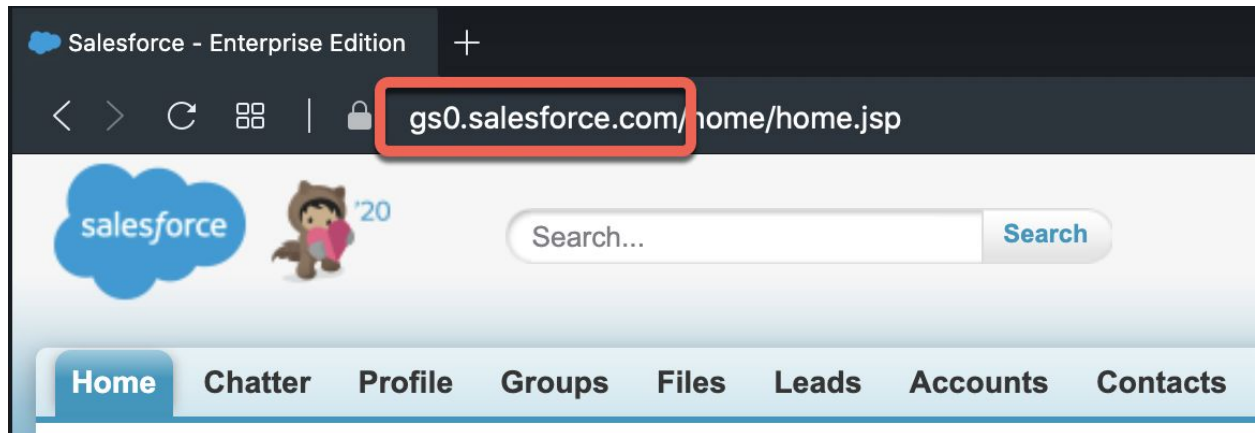 Salesforce - Enterprise Edition
gs0.salesforce.com/home/home.jsp
salesforce '20 Search... Search
Home Chatter Profile Groups Files Leads Accounts Contacts